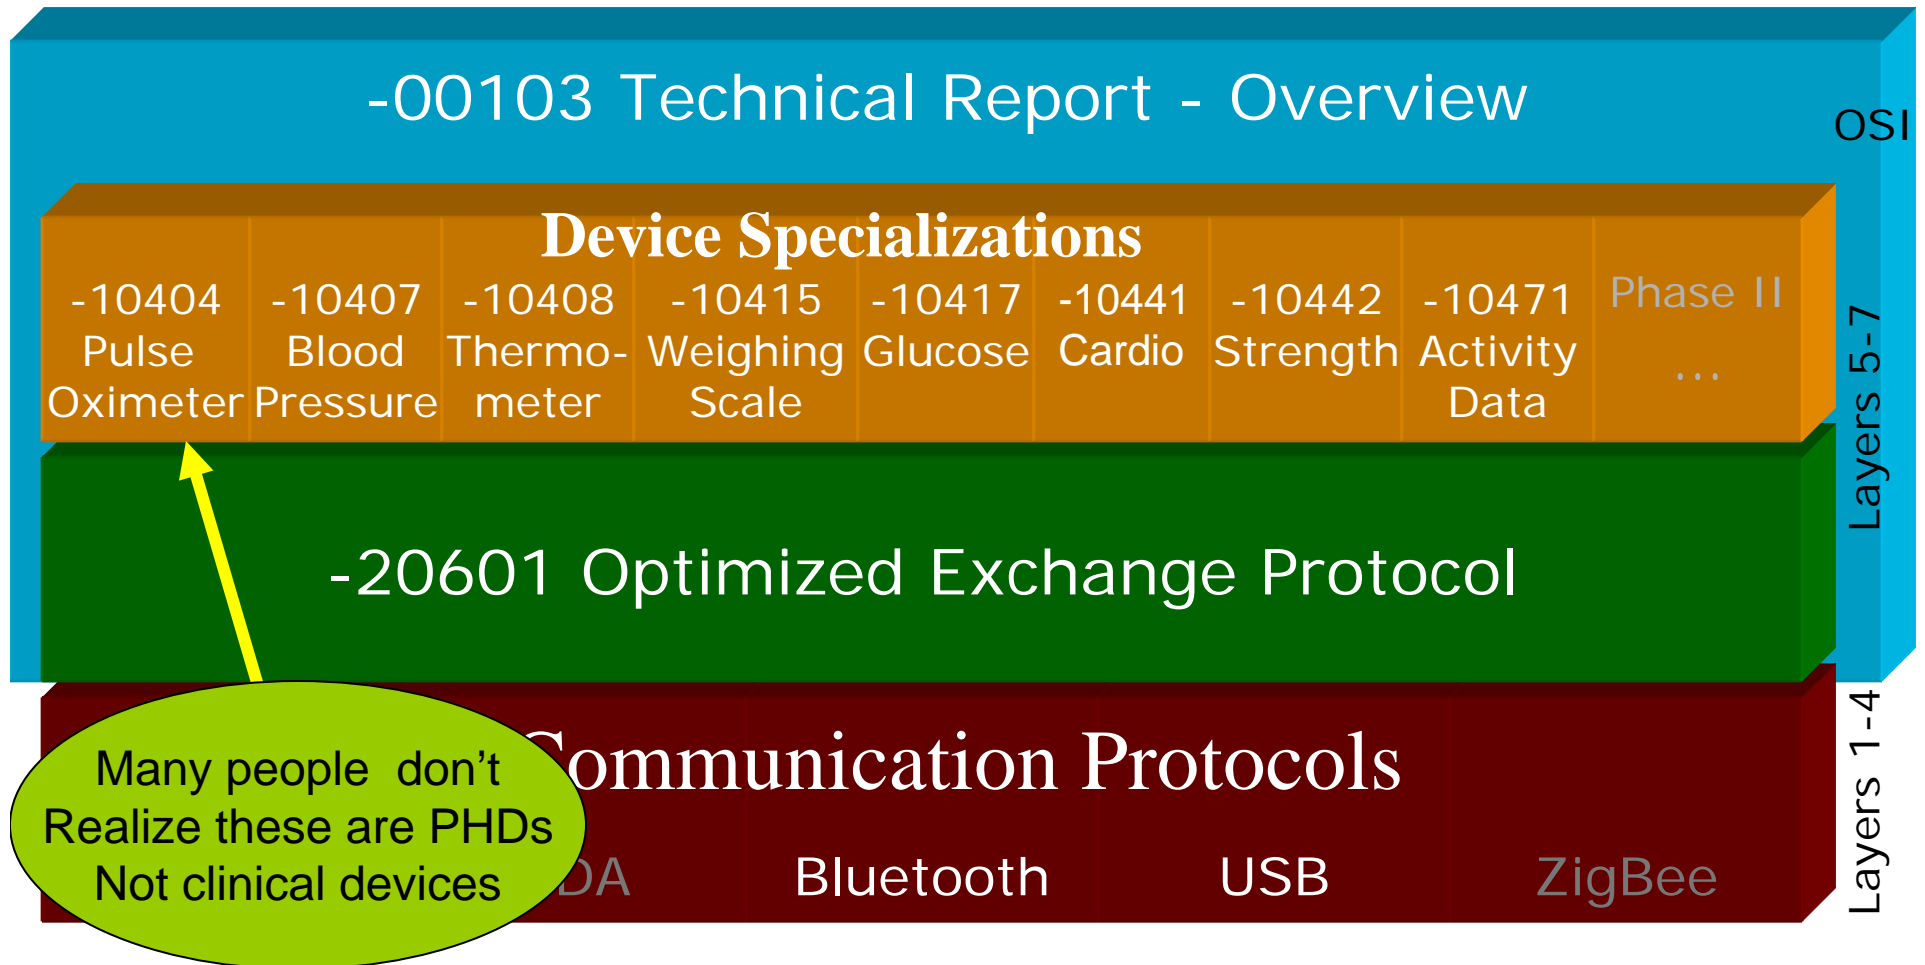 -00103 Technical Report - Overview
OSI
Device Specializations
-10404
Pulse
Oximeter
-10407
Blood
Pressure
-10408
Thermo-
meter
-10415
Weighing
Scale
-10417
Glucose
-10441
Cardio
-10442
Strength
-10471
Activity
Data
Phase II
...
Layers 5-7
-20601 Optimized Exchange Protocol
Communication Protocols
DA
Bluetooth
USB
ZigBee
Layers 1-4
Many people don't
Realize these are PHDs
Not clinical devices